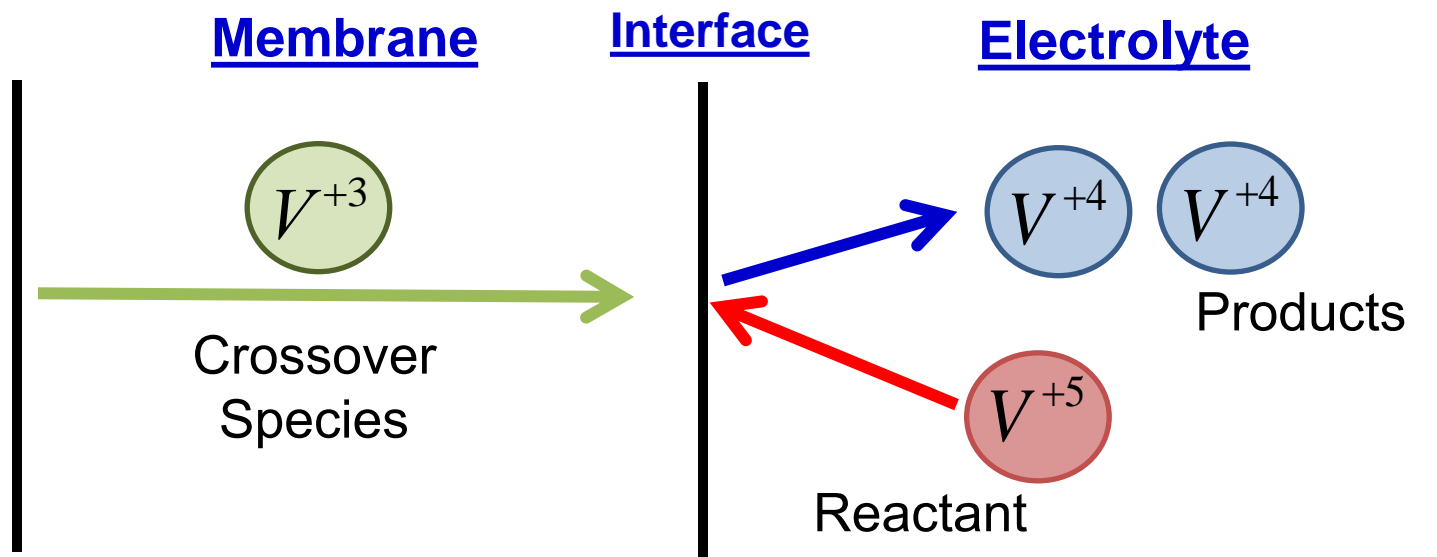 Membrane
Interface
Electrolyte
V+3
V+4
V+4
Products
Crossover
Species
V+5
Reactant